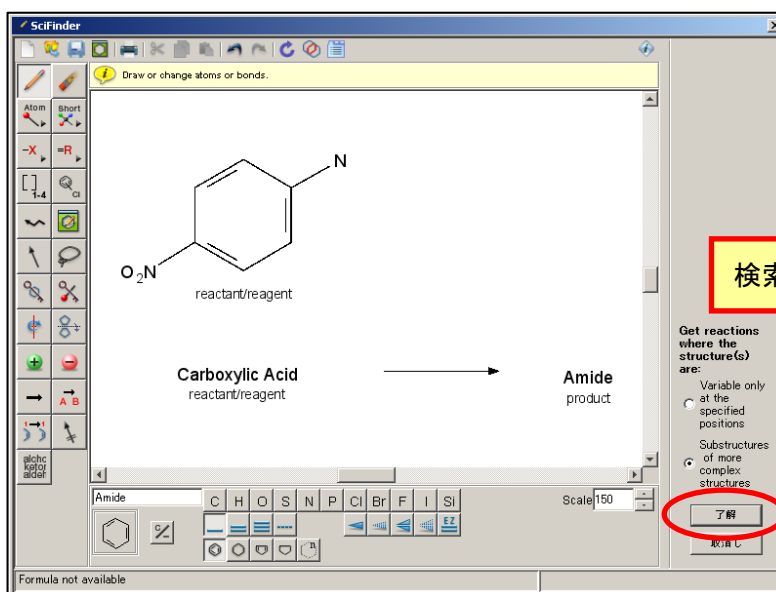 SciFinder
Draw or change atoms or bonds.
Atom
Short
-X
=R
[ ]
1-4
Cl
A B
alchc
ketor
alder
N
O2N
reactant/reagent
Carboxylic Acid
reactant/reagent
Amide
product
検索
Get reactions
where the
structure(s)
are:
Variable only
at the
specified
positions
Substructures
of more
complex
structures
了解
取消し
Amide
C H O S N P Cl Br F I Si
Scale 150
C/-
EZ
n
Formula not available